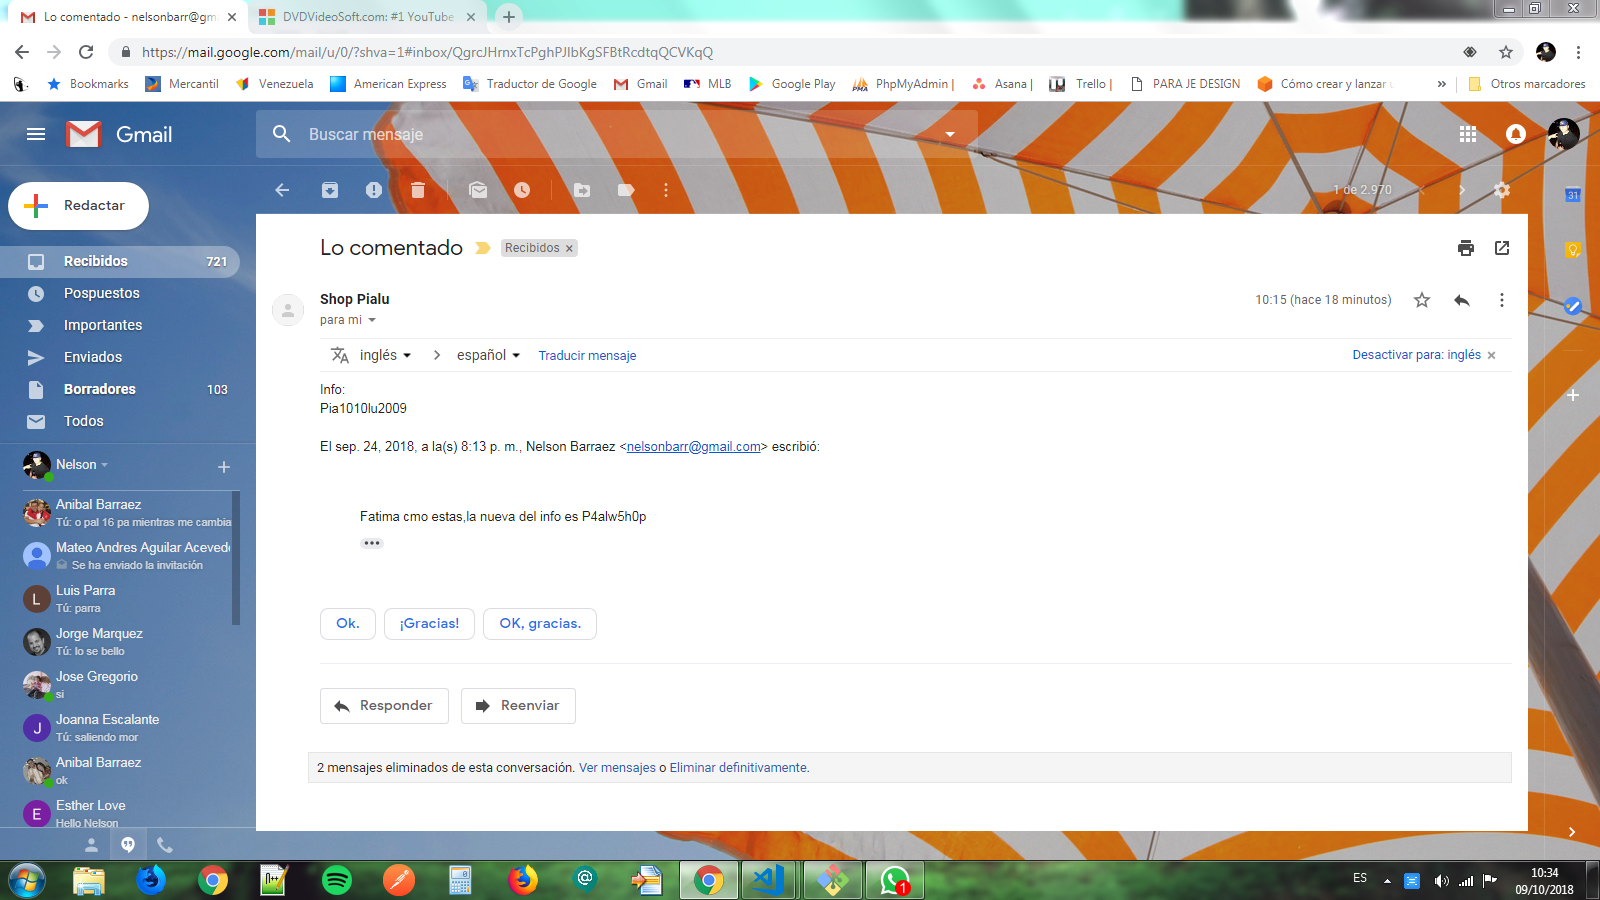 Lo comentado - nelsonbarr@gm
DVDVideoSoft.com: #1 YouTube
https://mail.google.com/mail/u/0/?shva=1#inbox/QgrcJHrnxTcPghPJlbKgSFBtRcdtqQCVKqQ
Bookmarks
Mercantil
Venezuela
American Express
Traductor de Google
Gmail
MLB
Google Play
PhpMyAdmin |
Asana |
Trello |
PARA JE DESIGN
Cómo crear y lanzar
»
Otros marcadores
Gmail
Buscar mensaje
Redactar
1 de 2.970
31
Recibidos 721
Pospuestos
Importantes
Enviados
Borradores 103
Todos
Nelson
Anibal Barraez
Tú: o pal 16 pa mientras me cambia
Mateo Andres Aguilar Acevedo
Se ha enviado la invitación
L
Luis Parra
Tú: parra
Jorge Marquez
Tú: lo se bello
Jose Gregorio
si
J
Joanna Escalante
Tú: saliendo mor
Anibal Barraez
ok
E
Esther Love
Hello Nelson
Lo comentado
Recibidos ×
Shop Pialu
10:15 (hace 18 minutos)
para mi
inglés > español Traducir mensaje
Desactivar para: inglés ×
Info:
Pia1010lu2009
El sep. 24, 2018, a la(s) 8:13 p. m., Nelson Barraez <nelsonbarr@gmail.com> escribió:
Fatima cmo estas,la nueva del info es P4alw5h0p
Ok.
¡Gracias!
OK, gracias.
Responder
Reenviar
2 mensajes eliminados de esta conversación. Ver mensajes o Eliminar definitivamente.
1
ES
10:34
09/10/2018